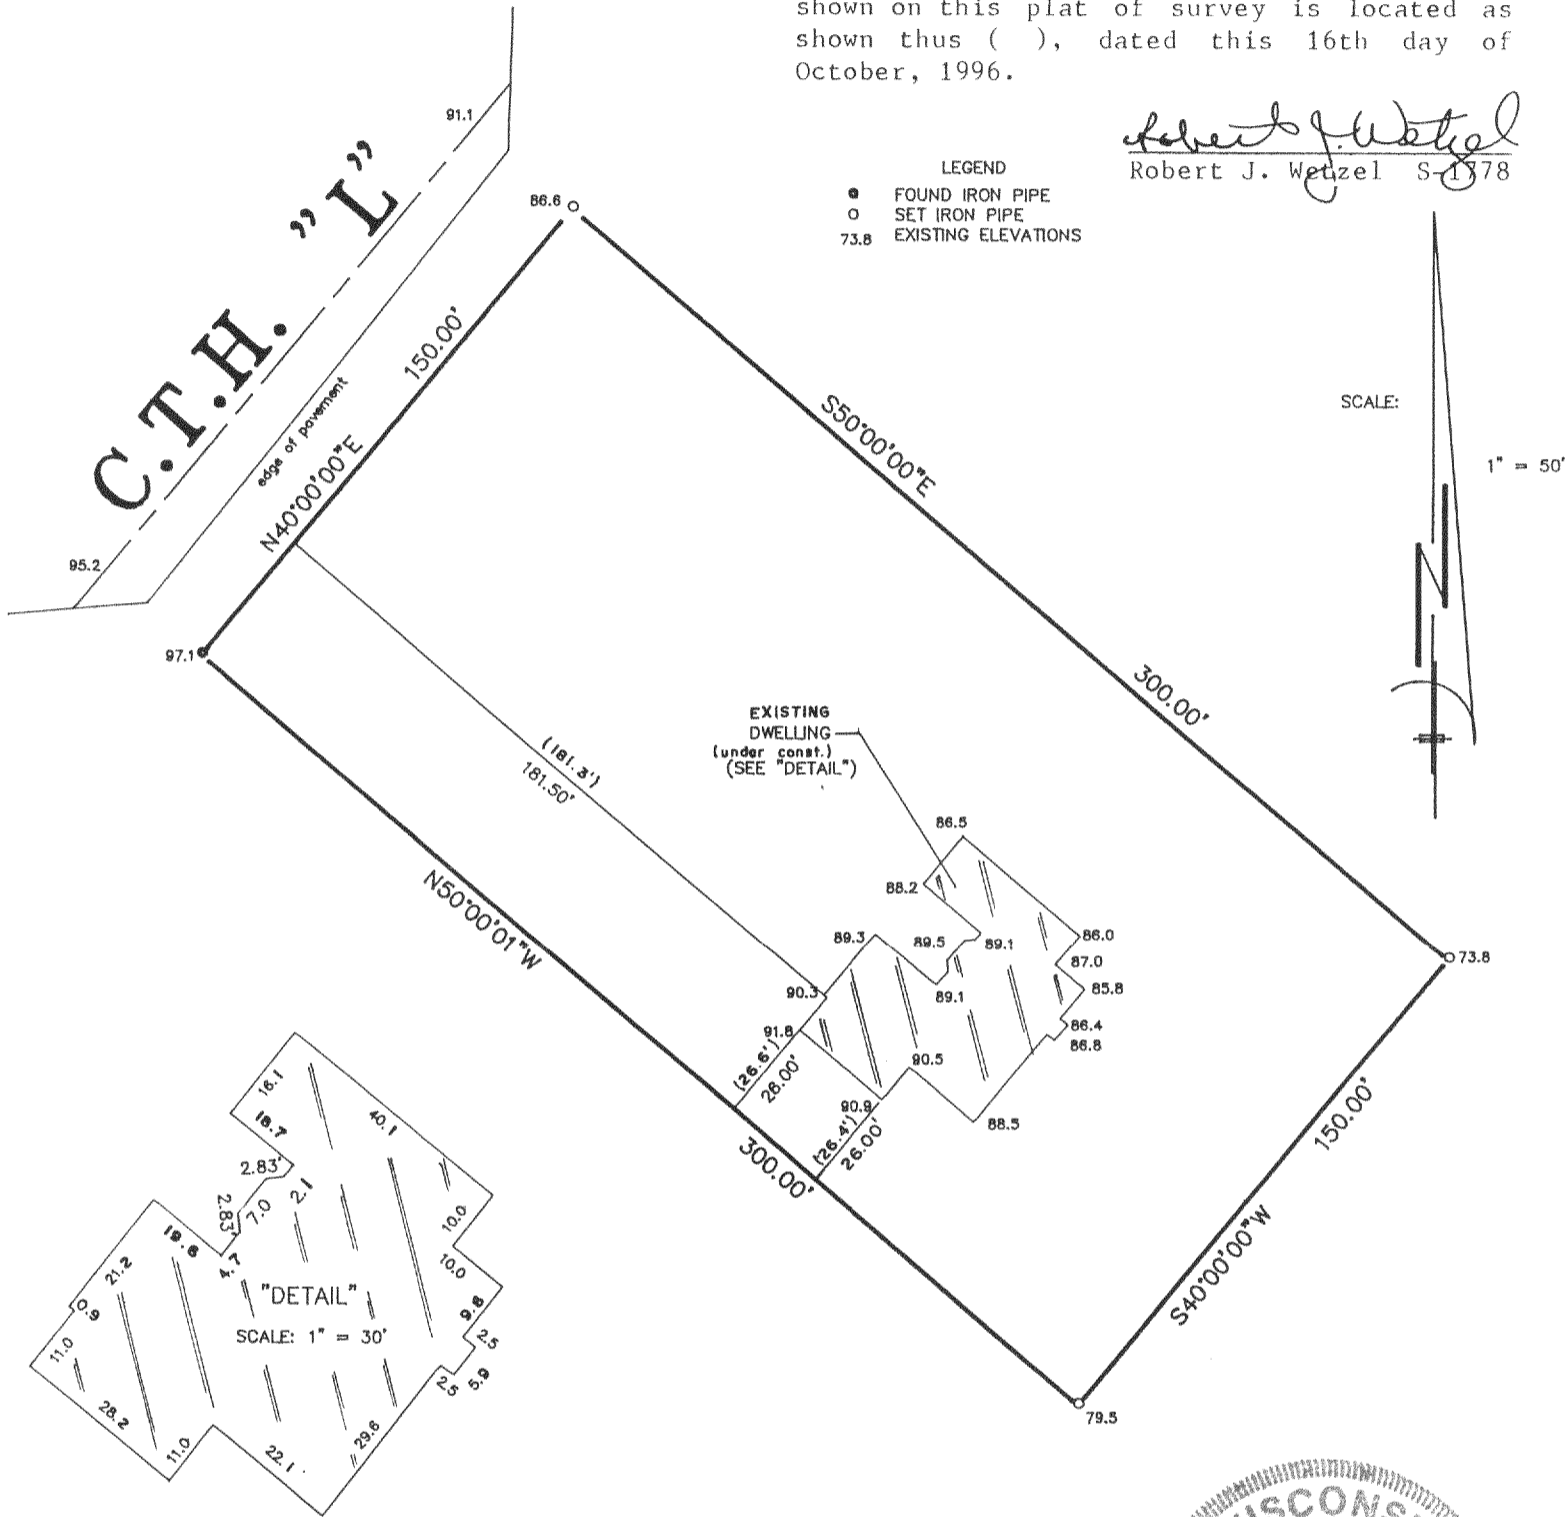 shown on this plat of survey is located as
shown thus ( ), dated this 16th day of
October, 1996.
Robert J. Wetzel
Robert J. Wetzel S-1778
LEGEND
FOUND IRON PIPE
SET IRON PIPE
73.8 EXISTING ELEVATIONS
SCALE:
1" = 50'
N
C.T.H. "L"
91.1
95.2
edge of pavement
86.6
97.1
N40°00'00"E
150.00'
S50°00'00"E
300.00'
(181.3')
181.50'
EXISTING
DWELLING
(under const.)
(SEE "DETAIL")
N50°00'01"W
300.00'
86.5
88.2
89.3
89.5
89.1
86.0
87.0
85.8
86.4
86.8
90.3
89.1
91.8
90.5
90.9
88.5
(26.6')
26.00'
(26.4')
26.00'
73.8
150.00'
S40°00'00"W
79.5
16.1
18.7
40.1
2.83'
2.83'
7.0
2.1
19.6
4.7
21.2
0.9
11.0
28.2
11.0
22.1
29.6
2.5
5.9
2.5
9.8
10.0
10.0
"DETAIL"
SCALE: 1" = 30'